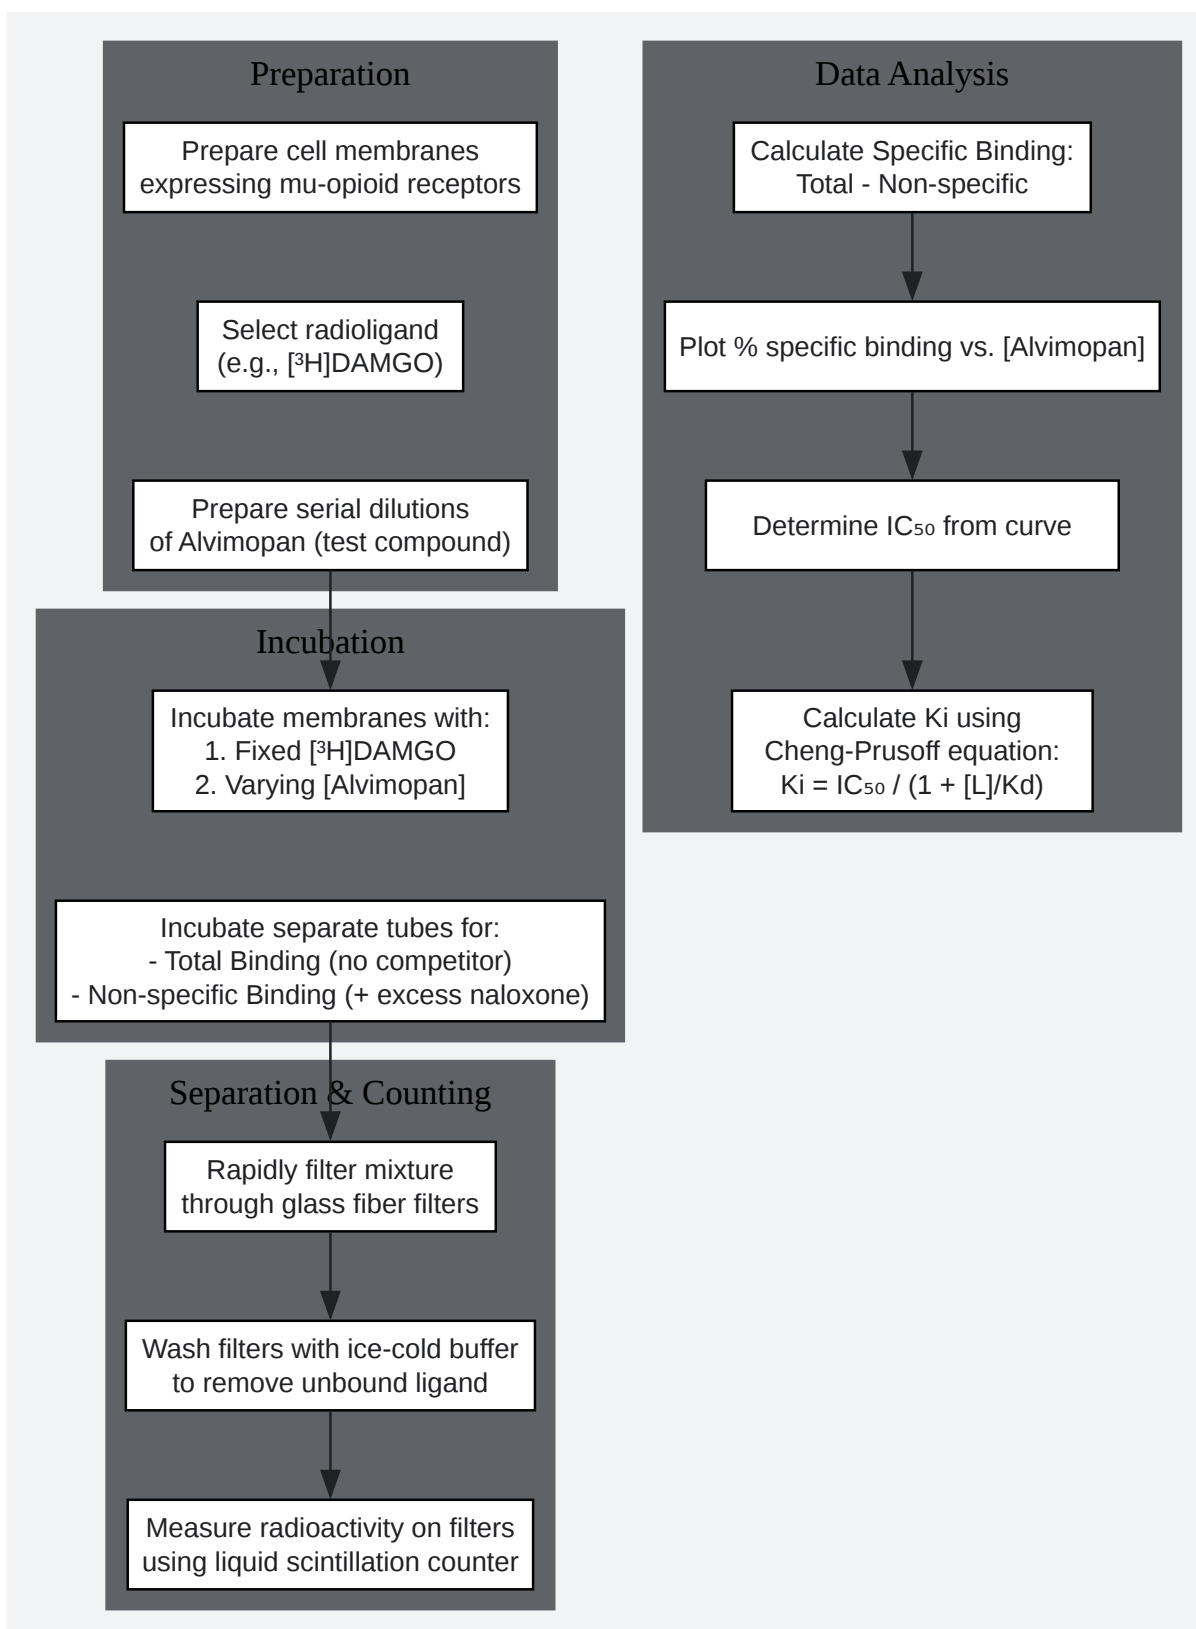 Preparation
Prepare cell membranes
expressing mu-opioid receptors
Select radioligand
(e.g., [³H]DAMGO)
Prepare serial dilutions
of Alvimopan (test compound)
Incubation
Incubate membranes with:
1. Fixed [³H]DAMGO
2. Varying [Alvimopan]
Incubate separate tubes for:
- Total Binding (no competitor)
- Non-specific Binding (+ excess naloxone)
Separation & Counting
Rapidly filter mixture
through glass fiber filters
Wash filters with ice-cold buffer
to remove unbound ligand
Measure radioactivity on filters
using liquid scintillation counter
Data Analysis
Calculate Specific Binding:
Total - Non-specific
Plot % specific binding vs. [Alvimopan]
Determine IC₅₀ from curve
Calculate Ki using
Cheng-Prusoff equation:
Ki = IC₅₀ / (1 + [L]/Kd)